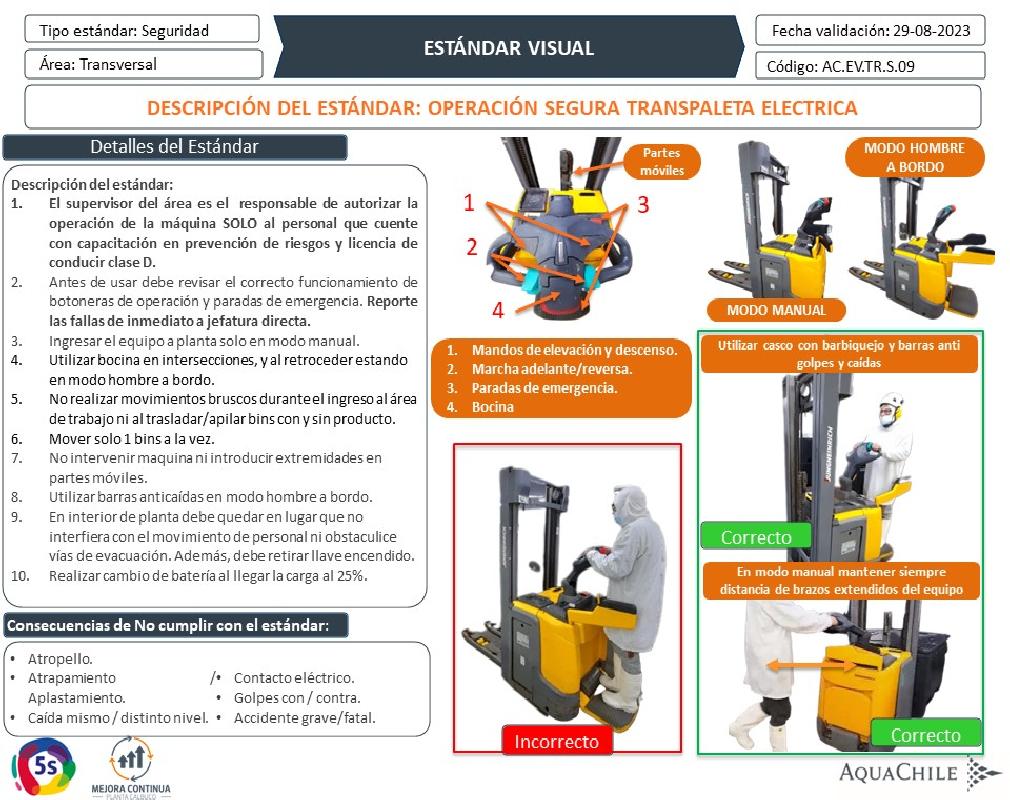 Tipo estándar: Seguridad
Área: Transversal
ESTÁNDAR VISUAL
Fecha validación: 29-08-2023
Código: AC.EV.TR.S.09
DESCRIPCIÓN DEL ESTÁNDAR: OPERACIÓN SEGURA TRANSPALETA ELECTRICA
Detalles del Estándar
Descripción del estándar:
1. El supervisor del área es el responsable de autorizar la
operación de la máquina SOLO al personal que cuente
con capacitación en prevención de riesgos y licencia de
conducir clase D.
2. Antes de usar debe revisar el correcto funcionamiento de
botoneras de operación y paradas de emergencia. Reporte
las fallas de inmediato a jefatura directa.
3. Ingresar el equipo a planta solo en modo manual.
4. Utilizar bocina en intersecciones, y al retroceder estando
en modo hombre a bordo.
5. No realizar movimientos bruscos durante el ingreso al área
de trabajo ni al trasladar/apilar bins con y sin producto.
6. Mover solo 1 bins a la vez.
7. No intervenir maquina ni introducir extremidades en
partes móviles.
8. Utilizar barras anticaídas en modo hombre a bordo.
9. En interior de planta debe quedar en lugar que no
interfiera con el movimiento de personal ni obstaculice
vías de evacuación. Además, debe retirar llave encendido.
10. Realizar cambio de batería al llegar la carga al 25%.
Consecuencias de No cumplir con el estándar:
• Atropello.
• Atrapamiento /
Aplastamiento.
• Caída mismo / distinto nivel.
• Contacto eléctrico.
• Golpes con / contra.
• Accidente grave/fatal.
5s
MEJORA CONTINUA
PLANTA CALBUCO
Partes
móviles
1
2
3
4
1. Mandos de elevación y descenso.
2. Marcha adelante/reversa.
3. Paradas de emergencia.
4. Bocina
MODO HOMBRE
A BORDO
MODO MANUAL
Incorrecto
Utilizar casco con barbiquejo y barras anti
golpes y caídas
JUNGHEINRICH
Correcto
En modo manual mantener siempre
distancia de brazos extendidos del equipo
Correcto
AQUACHILE